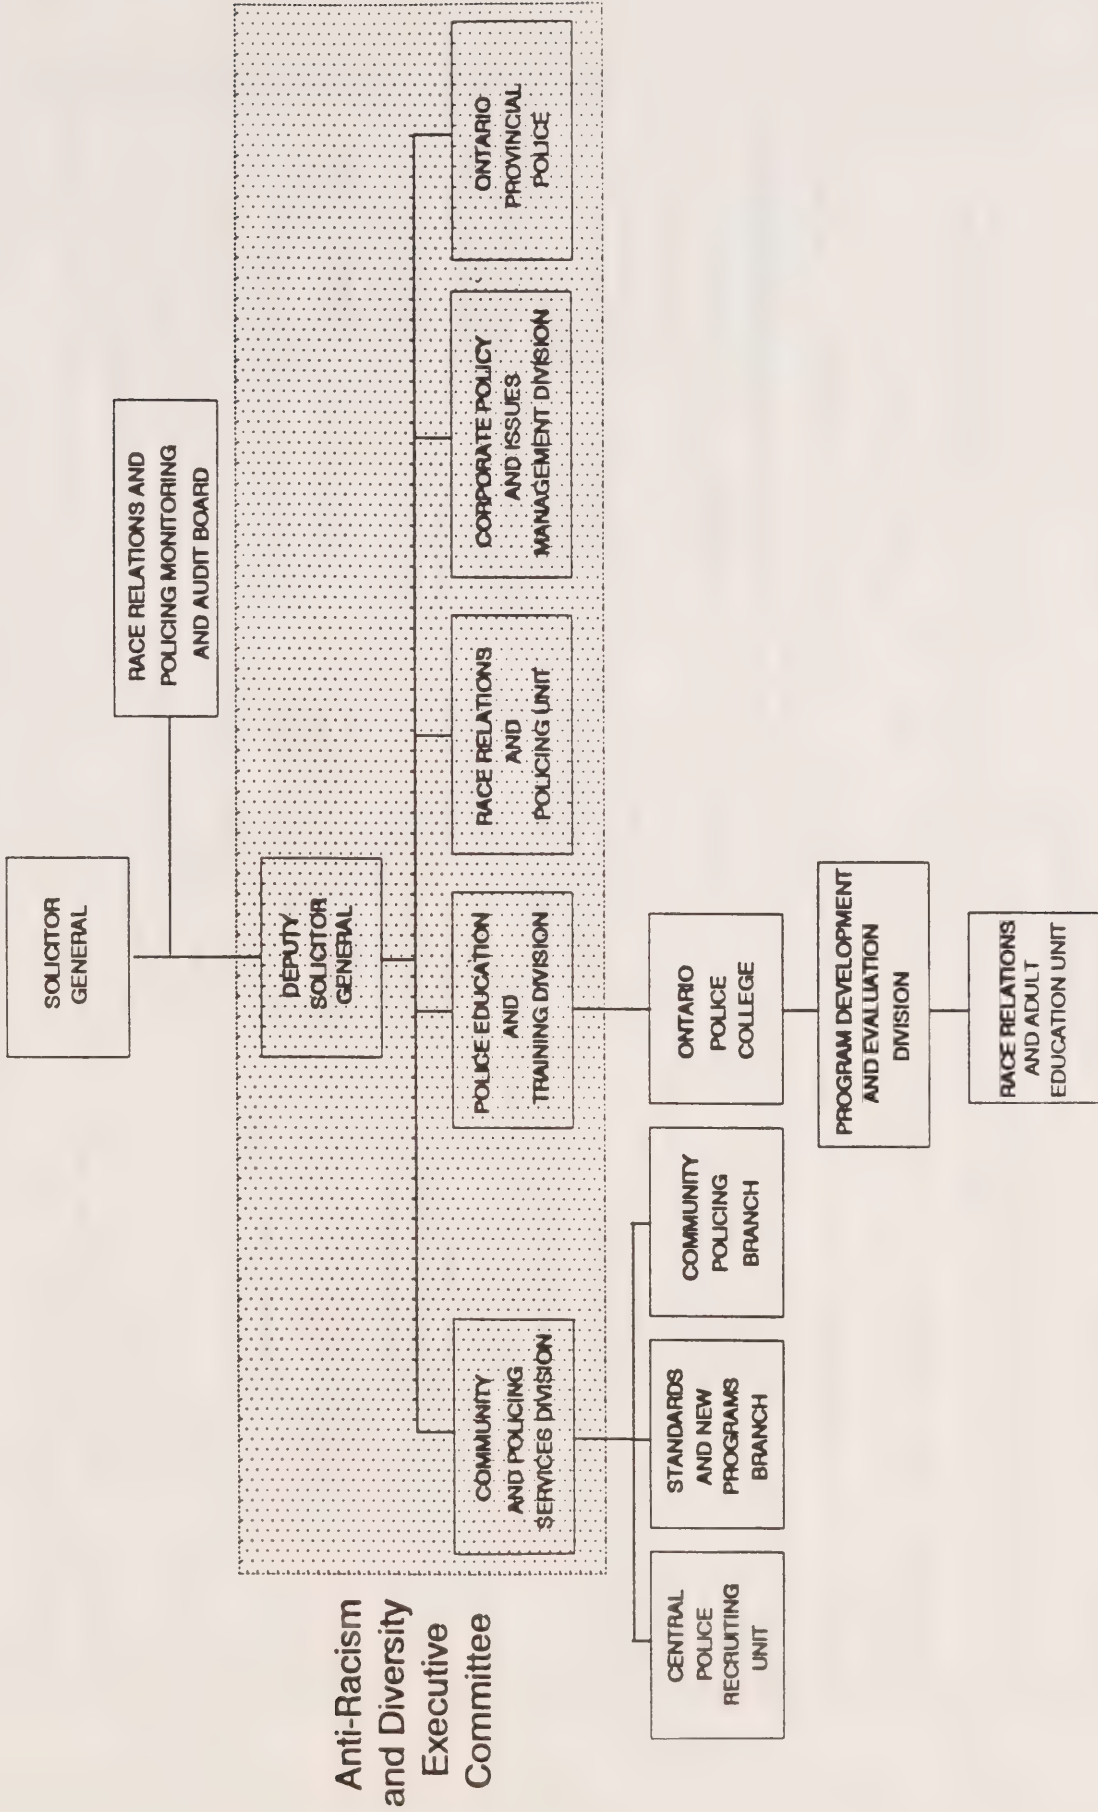 SOLICITOR
GENERAL
RACE RELATIONS AND
POLICING MONITORING
AND AUDIT BOARD
Anti-Racism
and Diversity
Executive
Committee
DEPUTY
SOLICITOR
GENERAL
COMMUNITY
AND POLICING
SERVICES DIVISION
POLICE EDUCATION
AND
TRAINING DIVISION
RACE RELATIONS
AND
POLICING UNIT
CORPORATE POLICY
AND ISSUES
MANAGEMENT DIVISION
ONTARIO
PROVINCIAL
POLICE
CENTRAL
POLICE
RECRUITING
UNIT
STANDARDS
AND NEW
PROGRAMS
BRANCH
COMMUNITY
POLICING
BRANCH
ONTARIO
POLICE
COLLEGE
PROGRAM DEVELOPMENT
AND EVALUATION
DIVISION
RACE RELATIONS
AND ADULT
EDUCATION UNIT